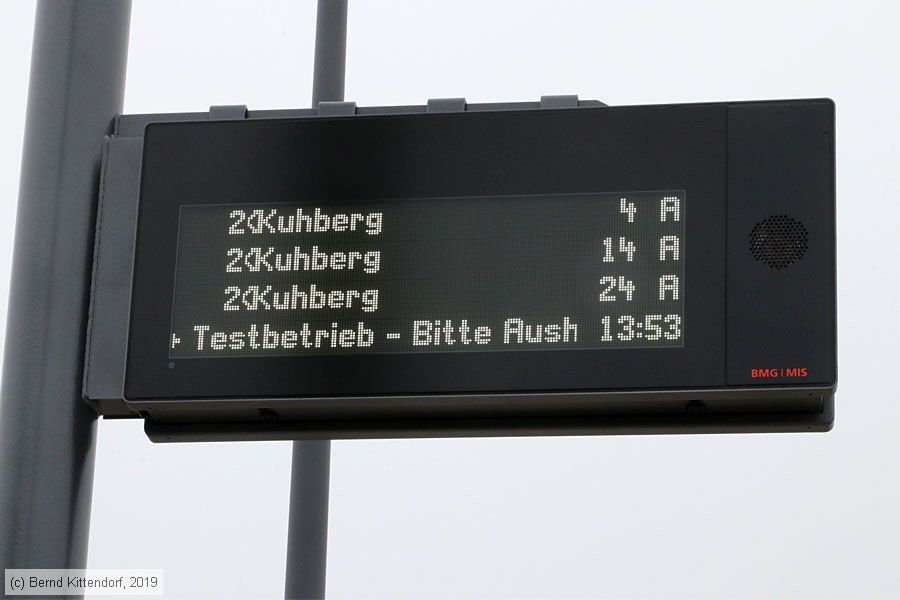 2 Kuhberg 4 A
2 Kuhberg 14 A
2 Kuhberg 24 A
Testbetrieb - Bitte Aush 13:53
BMG | MIS
(c) Bernd Kittendorf, 2019